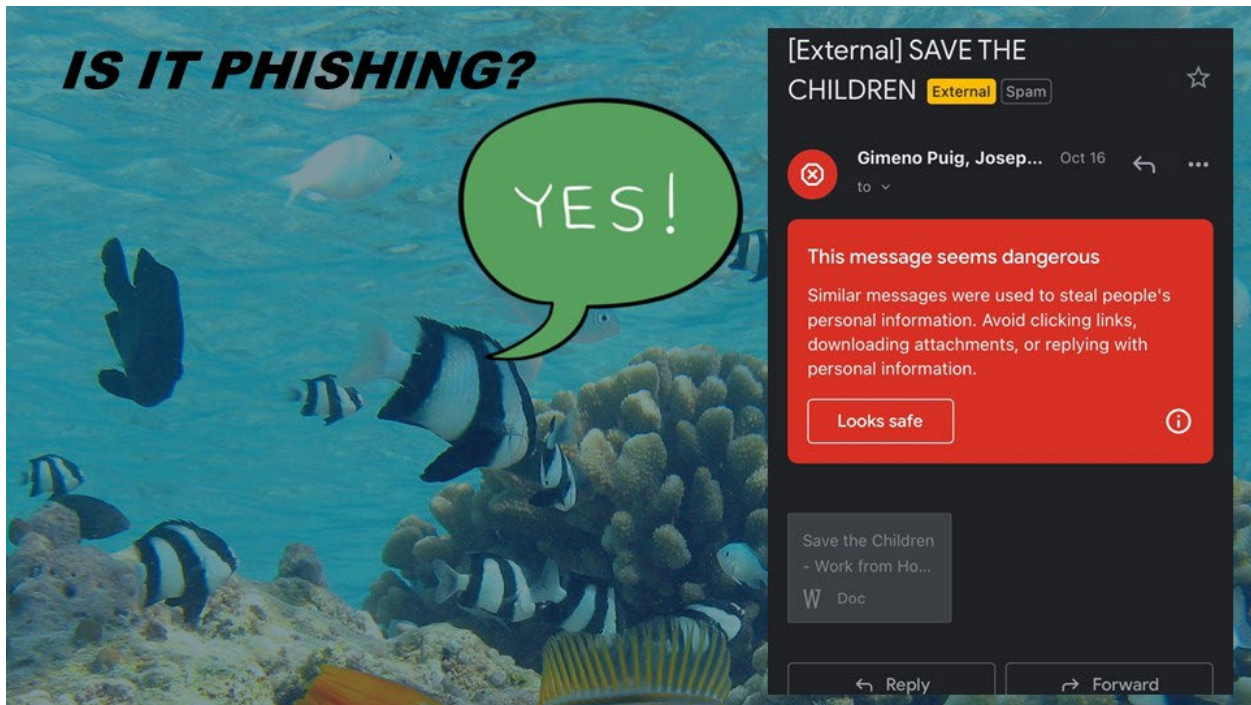 IS IT PHISHING?
YES!
[External] SAVE THE
CHILDREN External Spam
Gimeno Puig, Josep... Oct 16
to
This message seems dangerous
Similar messages were used to steal people's
personal information. Avoid clicking links,
downloading attachments, or replying with
personal information.
Looks safe
Save the Children
- Work from Ho...
W Doc
Reply Forward